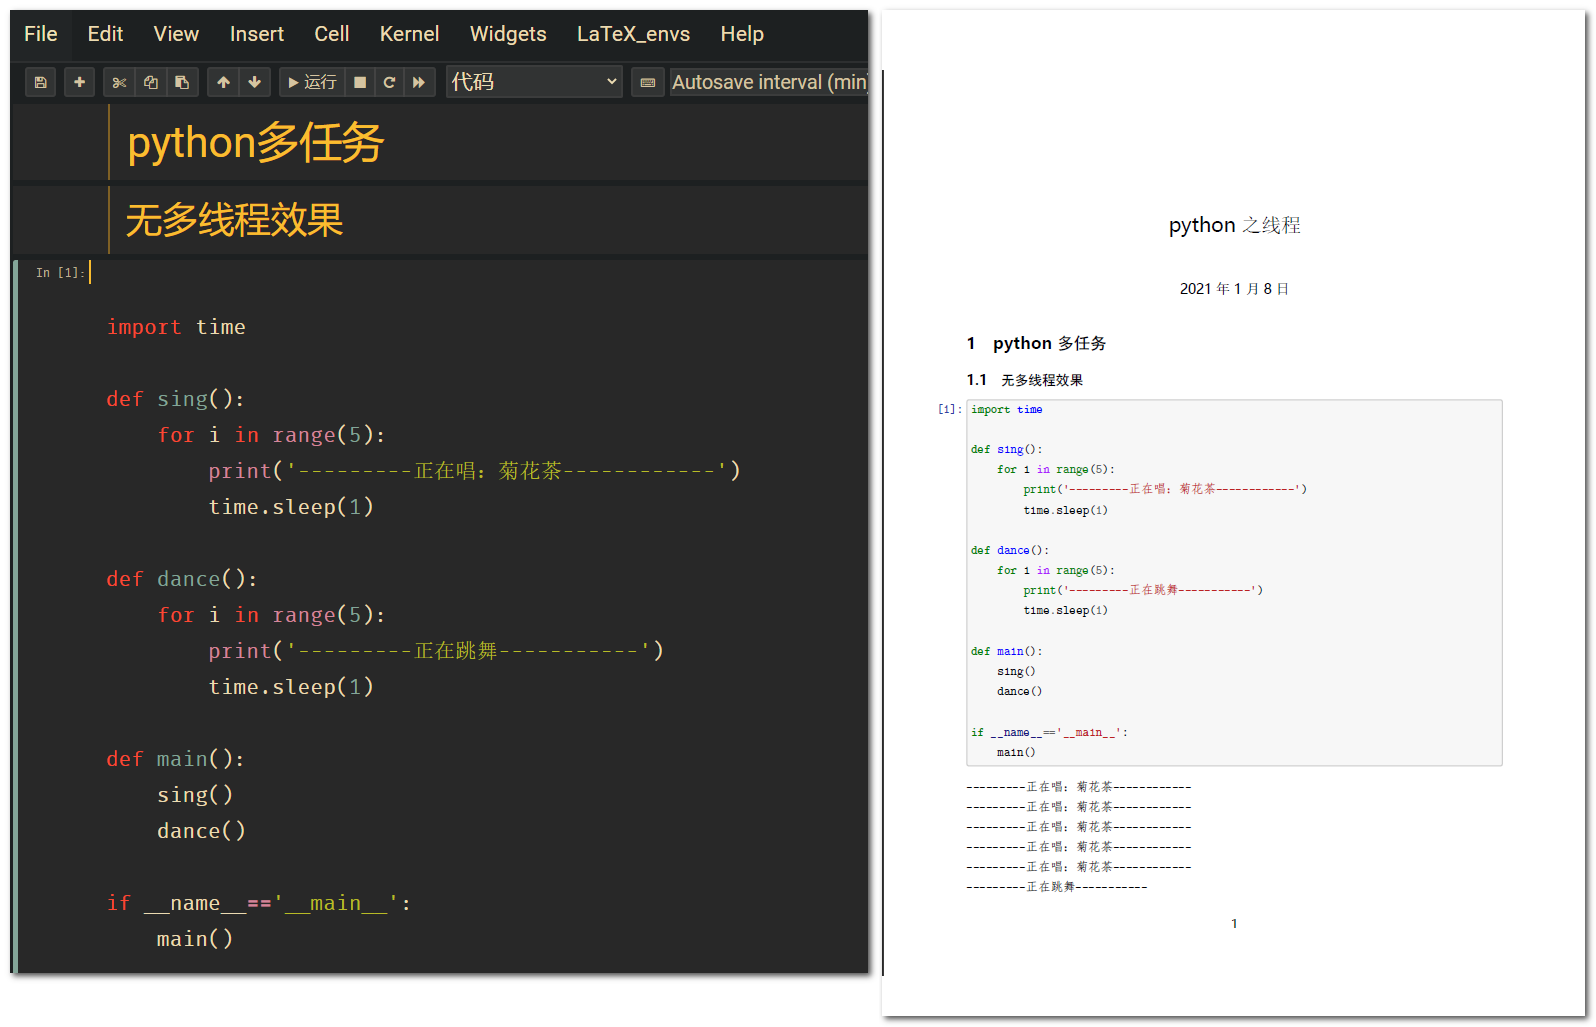 File Edit View Insert Cell Kernel Widgets LaTeX_envs Help
运行 代码 Autosave interval (min)
python多任务
无多线程效果
In [1]:
import time
def sing():
    for i in range(5):
        print('---------正在唱：菊花茶------------')
        time.sleep(1)
def dance():
    for i in range(5):
        print('---------正在跳舞-----------')
        time.sleep(1)
def main():
    sing()
    dance()
if __name__=='__main__':
    main()
python 之线程
2021 年 1 月 8 日
1 python 多任务
1.1 无多线程效果
[1]: import time
def sing():
    for i in range(5):
        print('---------正在唱：菊花茶------------')
        time.sleep(1)
def dance():
    for i in range(5):
        print('---------正在跳舞-----------')
        time.sleep(1)
def main():
    sing()
    dance()
if __name__=='__main__':
    main()
---------正在唱：菊花茶------------
---------正在唱：菊花茶------------
---------正在唱：菊花茶------------
---------正在唱：菊花茶------------
---------正在唱：菊花茶------------
---------正在跳舞-----------
1